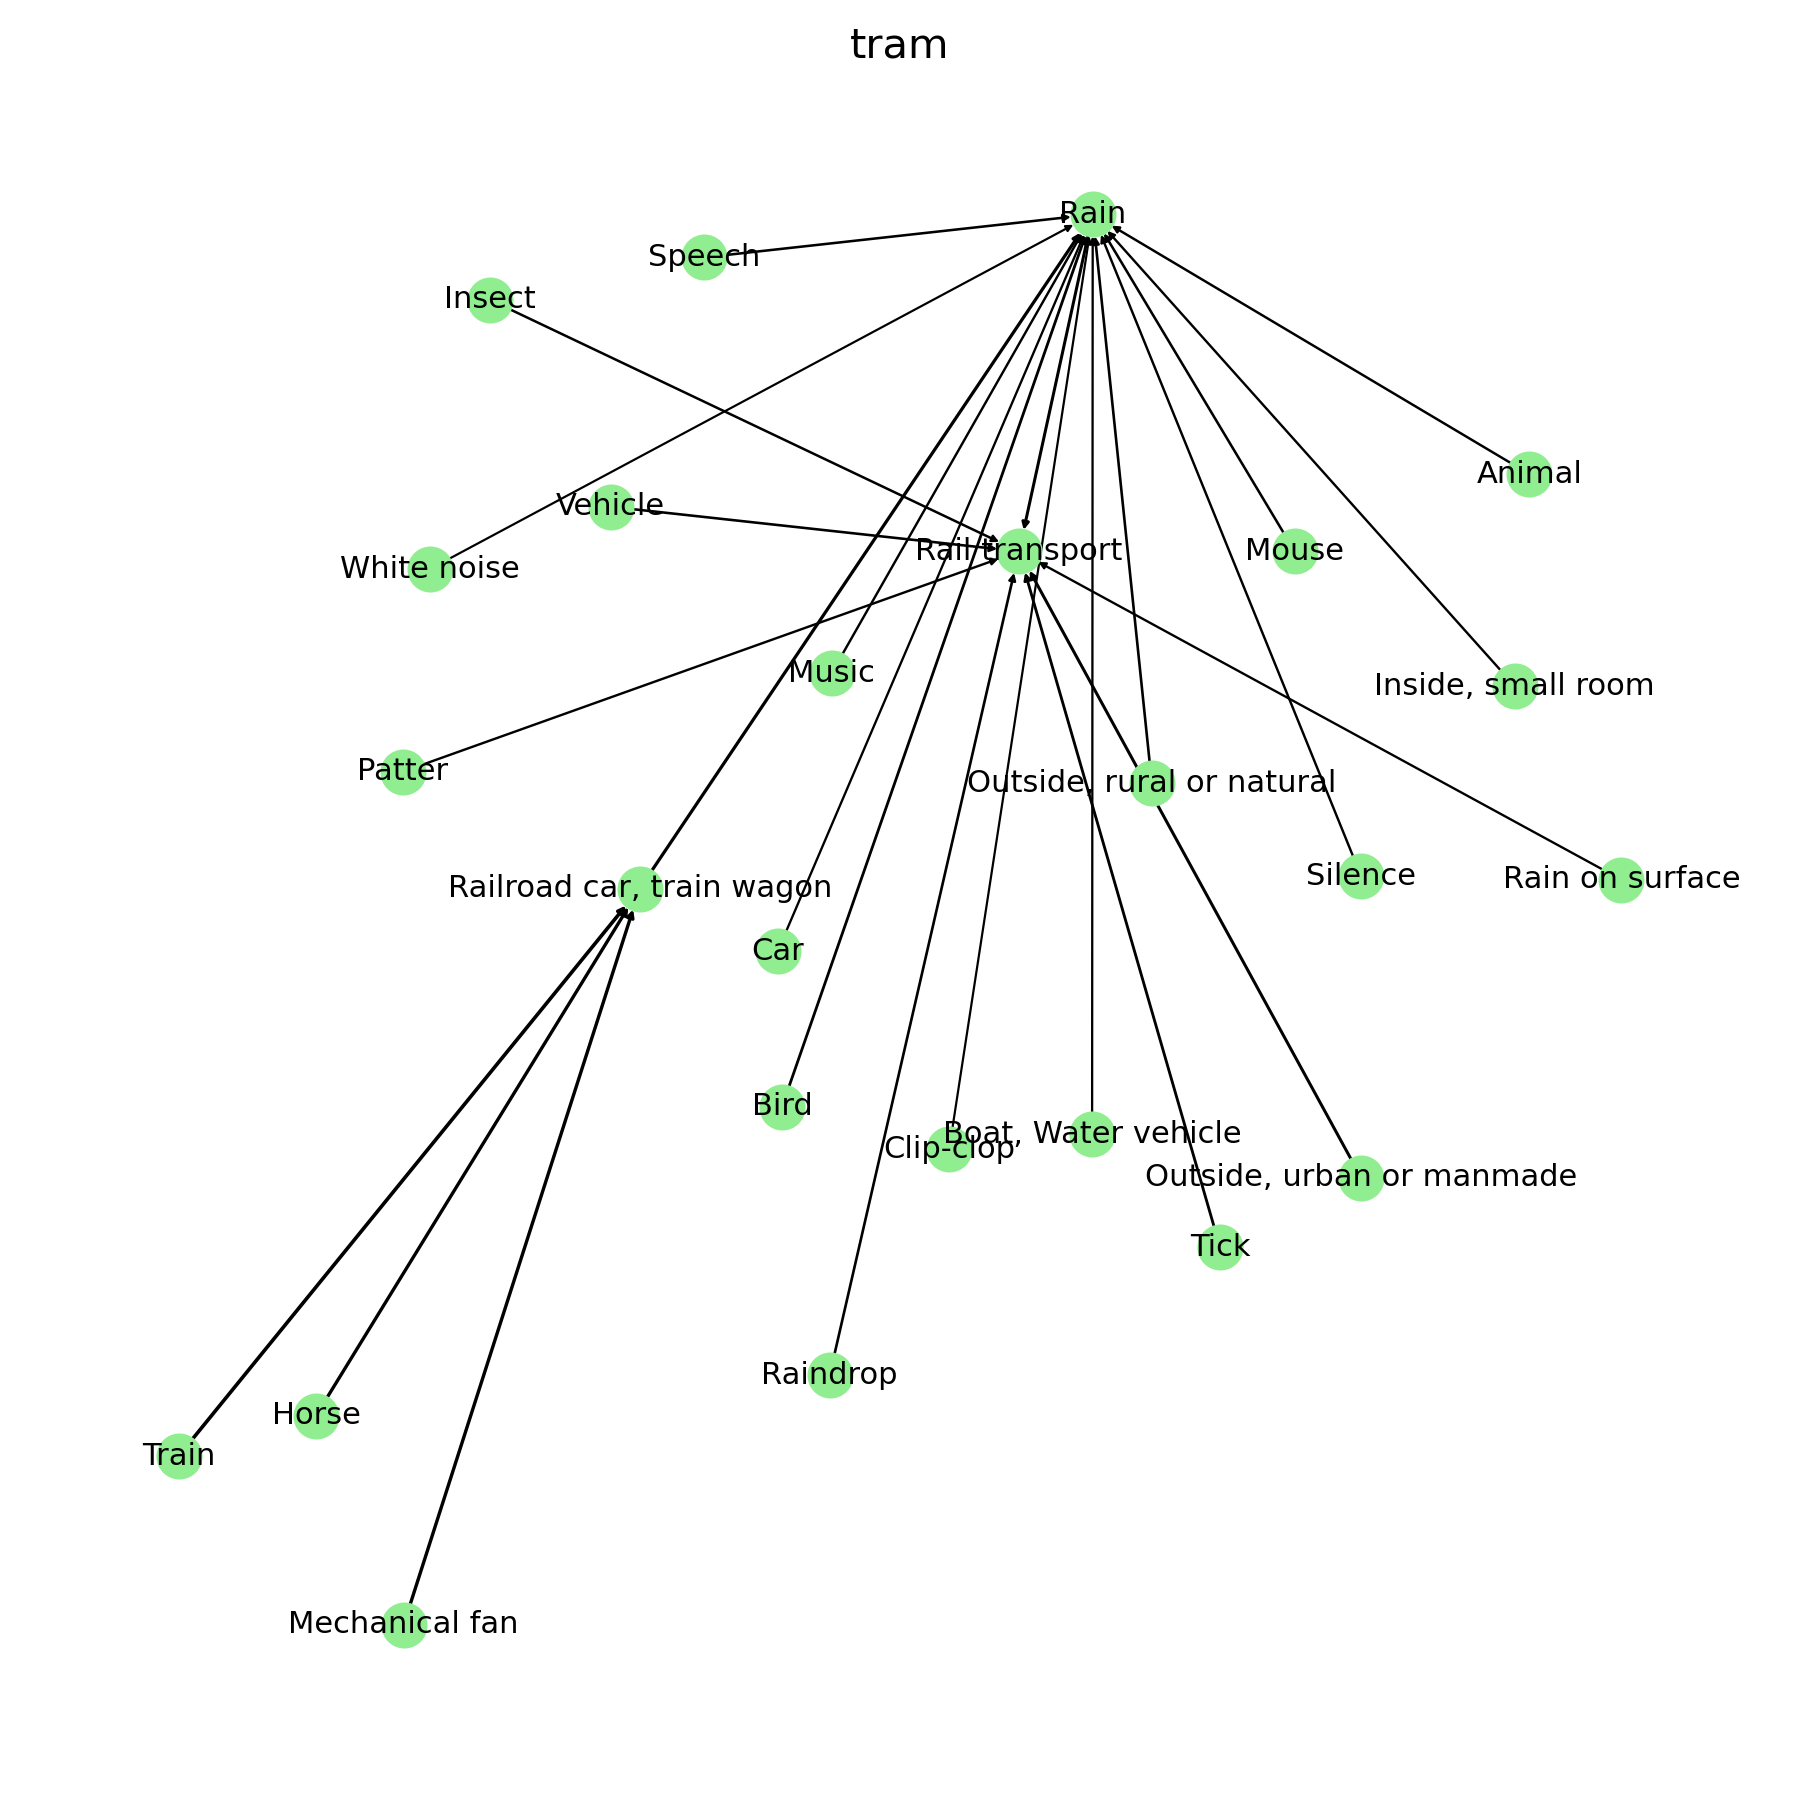 tram
Rain
Speech
Insect
Animal
Vehicle
Rail transport
Mouse
White noise
Music
Inside, small room
Patter
Outside, rural or natural
Silence
Rain on surface
Railroad car, train wagon
Car
Bird
Boat, Water vehicle
Clip-clop
Outside, urban or manmade
Tick
Raindrop
Horse
Train
Mechanical fan